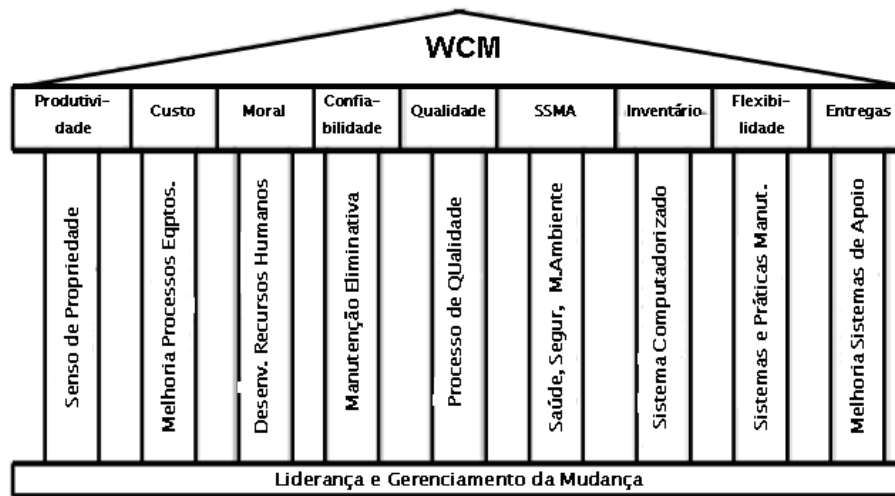 WCM
Produtivi-
dade
Custo
Moral
Confia-
bilidade
Qualidade
SSMA
Inventário
Flexibi-
lidade
Entregas
Senso de Propriedade
Melhoria Processos Eqptos.
Desenv. Recursos Humanos
Manutenção Eliminativa
Processo de QUalidade
Saúde, Segur, M.Ambiente
Sistema Computadorizado
Sistemas e Práticas Manut.
Melhoria Sistemas de Apoio
Liderança e Gerenciamento da Mudança